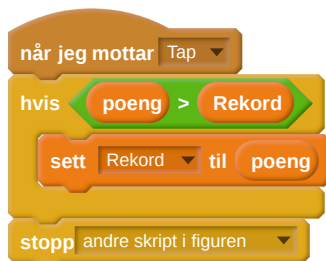 når jeg mottar Tap
hvis poeng > Rekord
sett Rekord til poeng
stopp andre skript i figuren